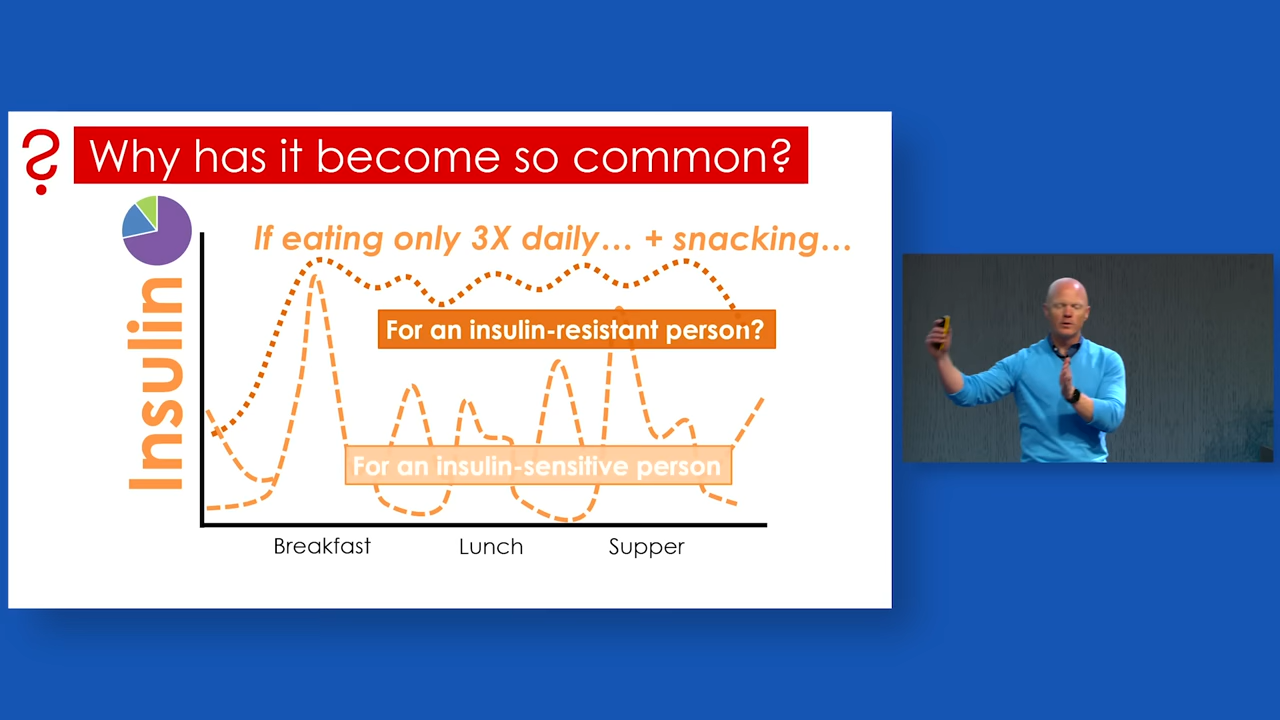 ?
Why has it become so common?
If eating only 3X daily... + snacking...
Insulin
For an insulin-resistant person?
For an insulin-sensitive person
Breakfast
Lunch
Supper